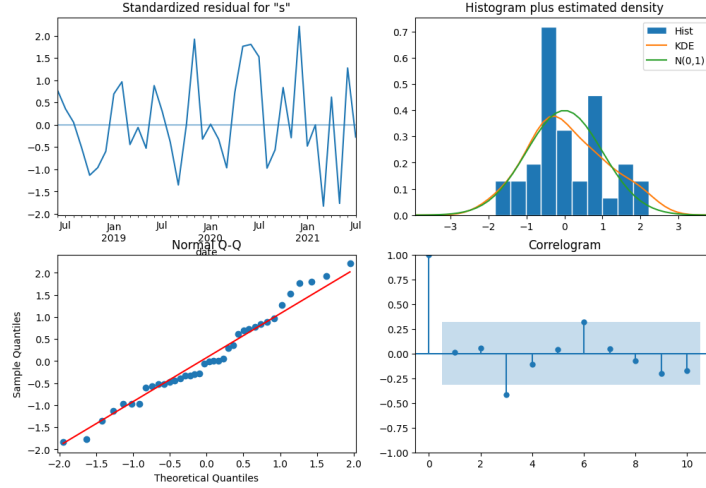 Standardized residual for "s"
2.0
1.5
1.0
0.5
0.0
−0.5
−1.0
−1.5
−2.0
Jul Jan Jul Jan Jul Jan Jul
2019 2020 2021
date
Histogram plus estimated density
Hist
KDE
N(0,1)
0.7
0.6
0.5
0.4
0.3
0.2
0.1
0.0
−3 −2 −1 0 1 2 3
Normal Q-Q
Sample Quantiles
2.0
1.5
1.0
0.5
0.0
−0.5
−1.0
−1.5
−2.0
−2.0 −1.5 −1.0 −0.5 0.0 0.5 1.0 1.5 2.0
Theoretical Quantiles
Correlogram
1.00
0.75
0.50
0.25
0.00
−0.25
−0.50
−0.75
−1.00
0 2 4 6 8 10